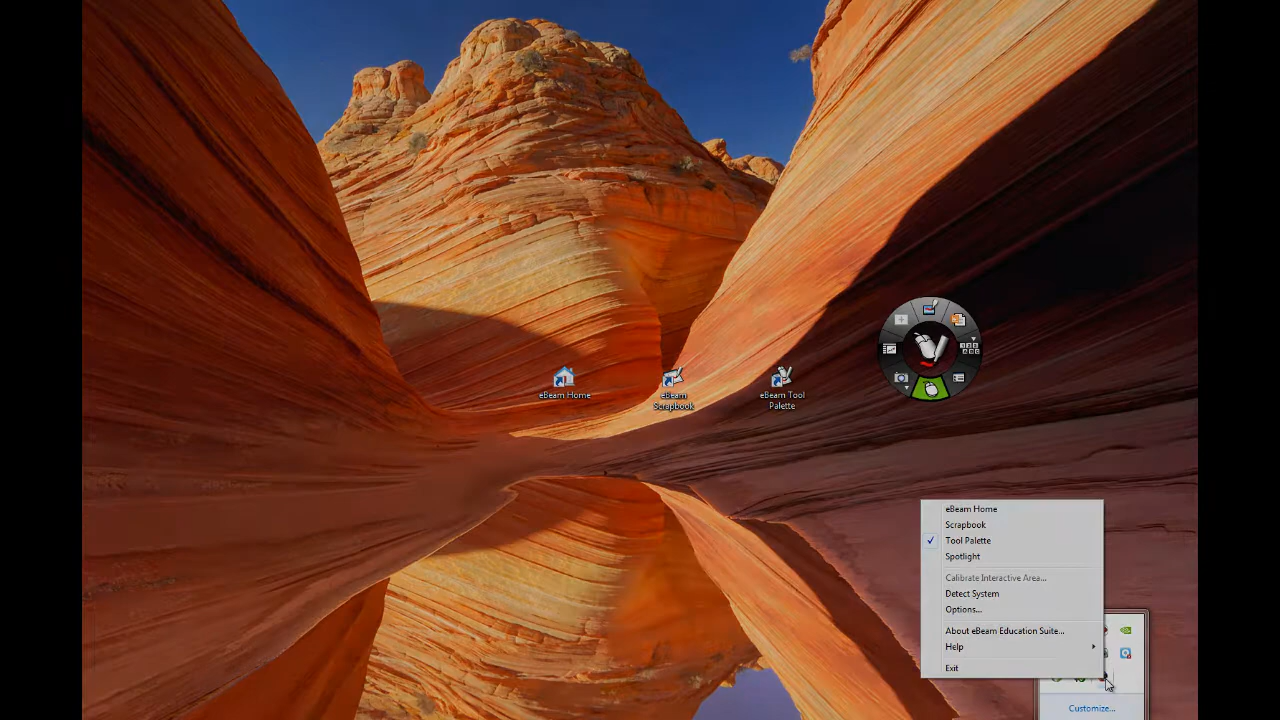 eBeam Home
eBeam
Scrapbook
eBeam Tool
Palette
eBeam Home
Scrapbook
Tool Palette
Spotlight
Calibrate Interactive Area...
Detect System
Options...
About eBeam Education Suite...
Help
Exit
Customize...